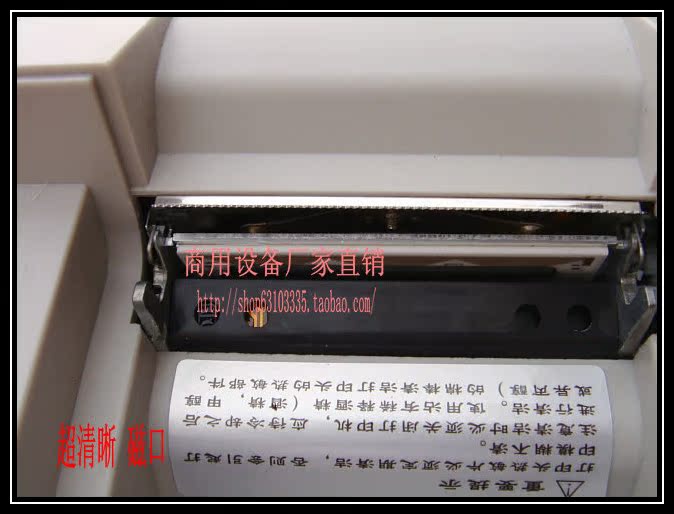 商用设备厂家直销
http://shop63103335.taobao.com/
超清晰 磁口
重要提示
打印头热敏片必须定期清洁，否则会引起打
印模糊不清。
注意清洁时必须关闭打印机，应待冷却之后
进行清洁。使用沾有稀释酒精（酒精，甲醇
或异丙醇）的棉棒清洁打印头的热敏部件。